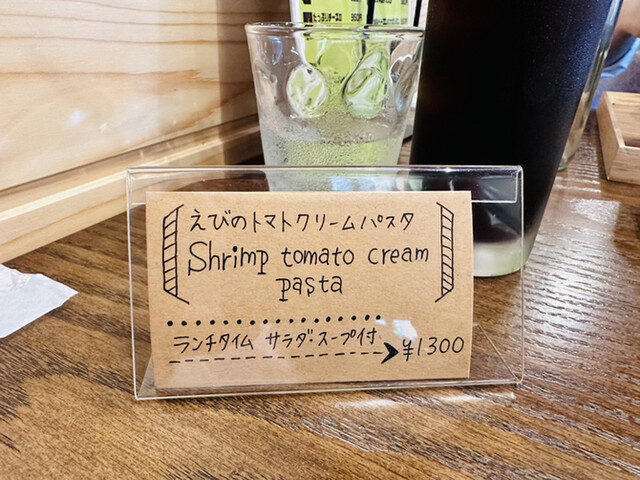 えびのトマトクリームパスタ
Shrimp tomato cream
pasta
ランチタイム サラダ・スープ付
¥1300